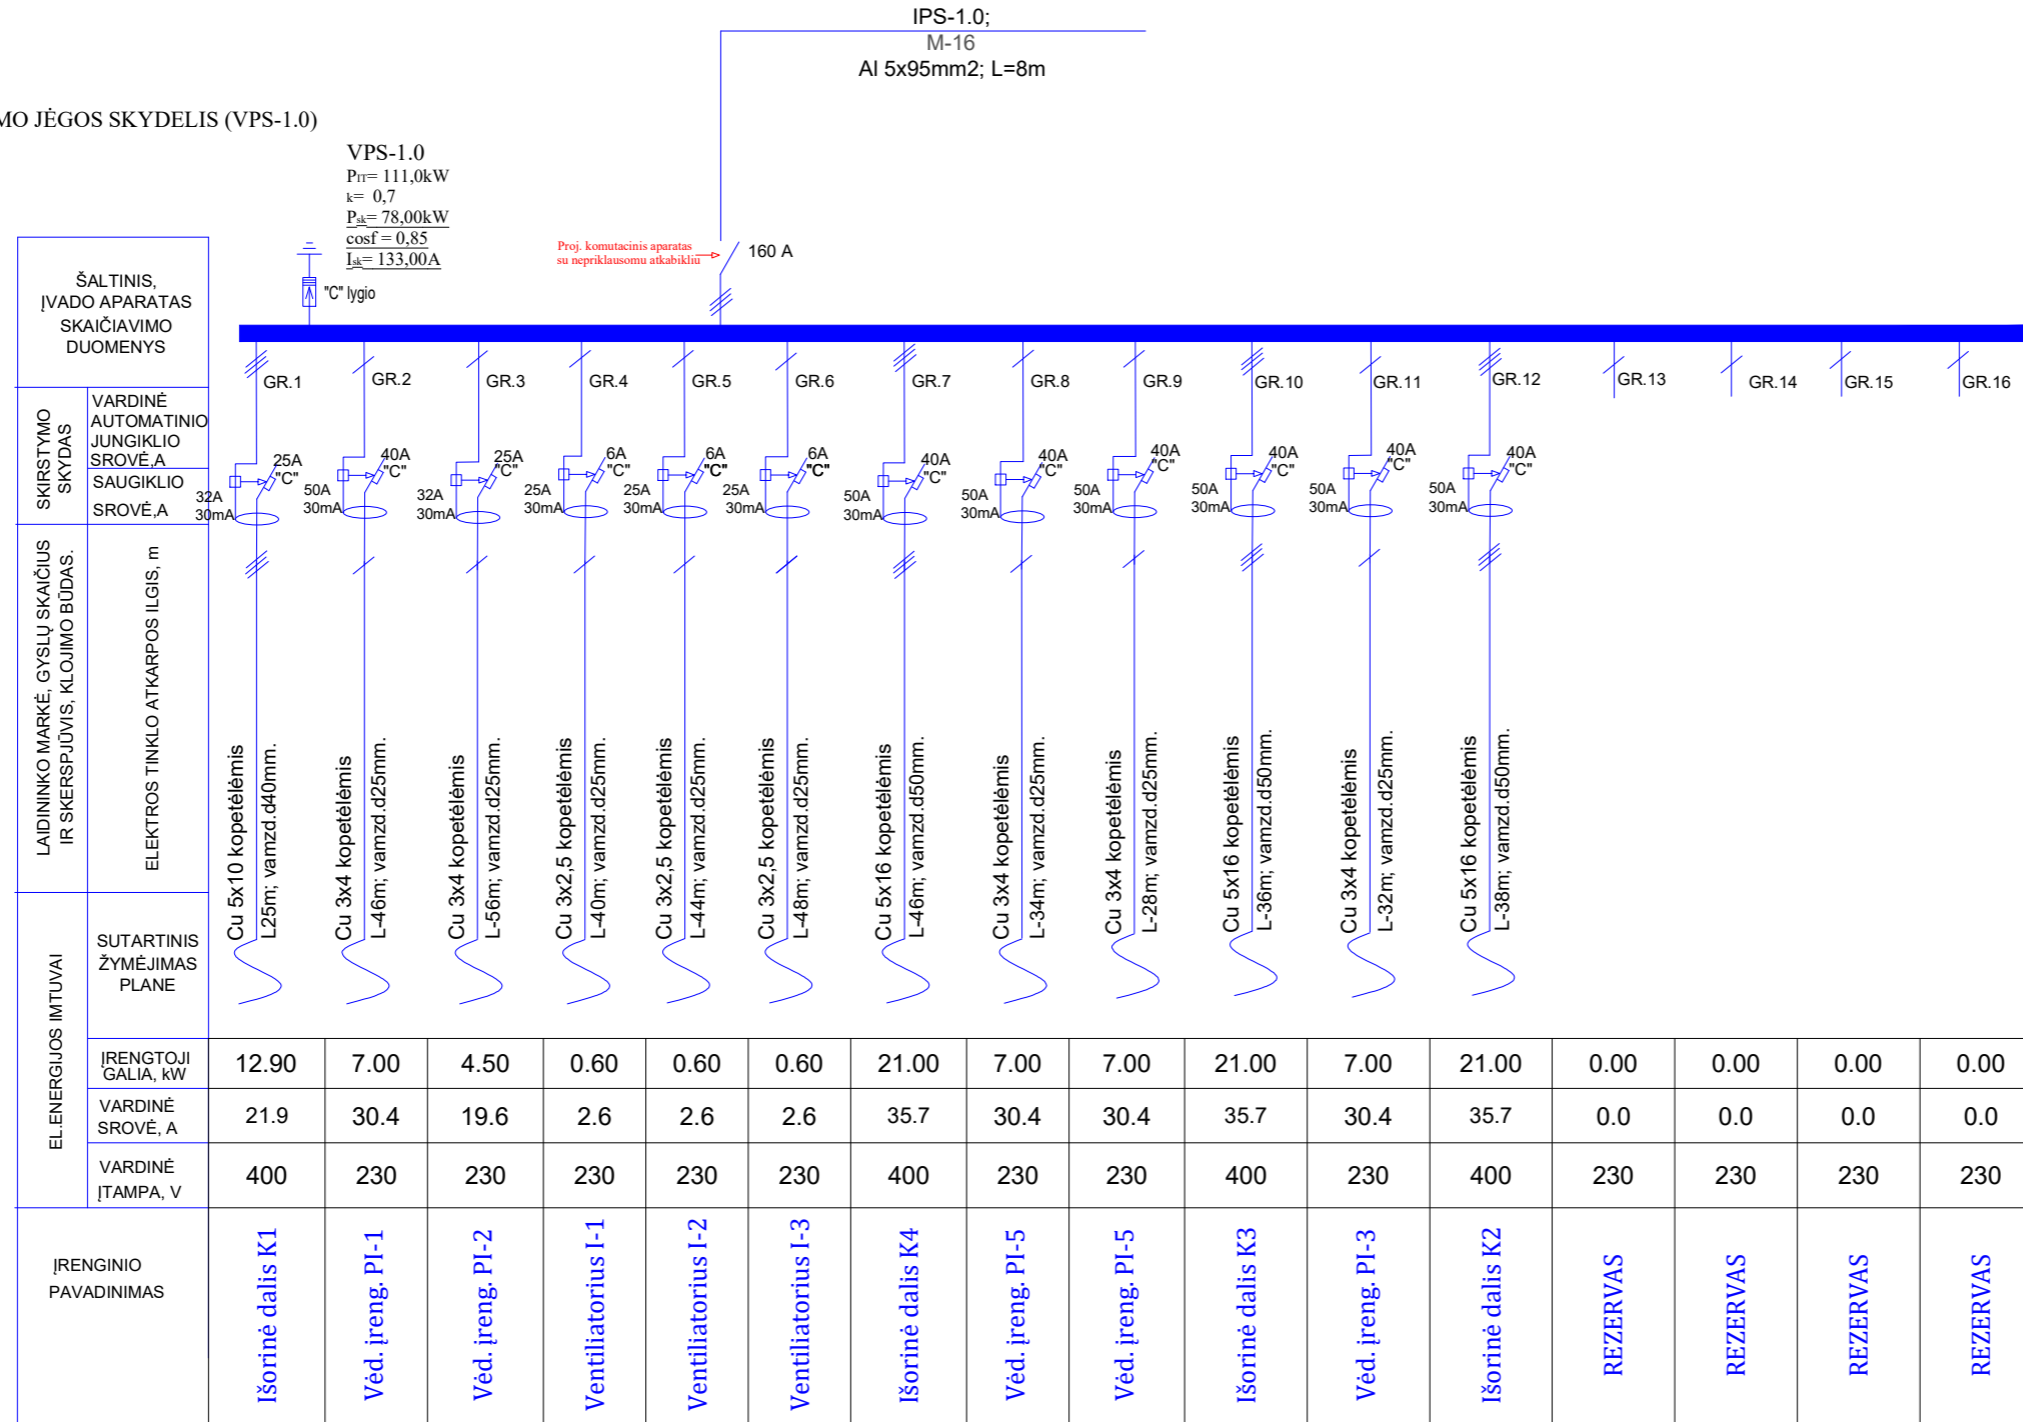 IPS-1.0;
M-16
Al 5x95mm2; L=8m
MO JĖGOS SKYDELIS (VPS-1.0)
VPS-1.0
PIT= 111,0kW
k= 0,7
Psk= 78,00kW
cosf = 0,85
Isk= 133,00A
"C" lygio
Proj. komutacinis aparatas
su nepriklausomu atkabikliu
160 A
ŠALTINIS,
ĮVADO APARATAS
SKAIČIAVIMO
DUOMENYS
GR.1
GR.2
GR.3
GR.4
GR.5
GR.6
GR.7
GR.8
GR.9
GR.10
GR.11
GR.12
GR.13
GR.14
GR.15
GR.16
SKIRSTYMO
SKYDAS
VARDINĖ
AUTOMATINIO
JUNGIKLIO
SROVĖ,A
SAUGIKLIO
SROVĖ,A
25A
"C"
32A
30mA
40A
"C"
50A
30mA
25A
"C"
32A
30mA
6A
"C"
25A
30mA
6A
"C"
25A
30mA
6A
"C"
25A
30mA
40A
"C"
50A
30mA
40A
"C"
50A
30mA
40A
"C"
50A
30mA
40A
"C"
50A
30mA
40A
"C"
50A
30mA
40A
"C"
50A
30mA
LAIDININKO MARKĖ, GYSLŲ SKAIČIUS
IR SKERSPJŪVIS, KLOJIMO BŪDAS.
ELEKTROS TINKLO ATKARPOS ILGIS, m
Cu 5x10 kopetėlėmis
L25m; vamzd.d40mm.
Cu 3x4 kopetėlėmis
L-46m; vamzd.d25mm.
Cu 3x4 kopetėlėmis
L-56m; vamzd.d25mm.
Cu 3x2,5 kopetėlėmis
L-40m; vamzd.d25mm.
Cu 3x2,5 kopetėlėmis
L-44m; vamzd.d25mm.
Cu 3x2,5 kopetėlėmis
L-48m; vamzd.d25mm.
Cu 5x16 kopetėlėmis
L-46m; vamzd.d50mm.
Cu 3x4 kopetėlėmis
L-34m; vamzd.d25mm.
Cu 3x4 kopetėlėmis
L-28m; vamzd.d25mm.
Cu 5x16 kopetėlėmis
L-36m; vamzd.d50mm.
Cu 3x4 kopetėlėmis
L-32m; vamzd.d25mm.
Cu 5x16 kopetėlėmis
L-38m; vamzd.d50mm.
EL.ENERGIJOS IMTUVAI
SUTARTINIS
ŽYMĖJIMAS
PLANE
ĮRENGTOJI
GALIA, kW
12.90 7.00 4.50 0.60 0.60 0.60 21.00 7.00 7.00 21.00 7.00 21.00 0.00 0.00 0.00 0.00
VARDINĖ
SROVĖ, A
21.9 30.4 19.6 2.6 2.6 2.6 35.7 30.4 30.4 35.7 30.4 35.7 0.0 0.0 0.0 0.0
VARDINĖ
ĮTAMPA, V
400 230 230 230 230 230 400 230 230 400 230 400 230 230 230 230
ĮRENGINIO
PAVADINIMAS
Išorinė dalis K1
Vėd. įreng. PI-1
Vėd. įreng. PI-2
Ventiliatorius I-1
Ventiliatorius I-2
Ventiliatorius I-3
Išorinė dalis K4
Vėd. įreng. PI-5
Vėd. įreng. PI-5
Išorinė dalis K3
Vėd. įreng. PI-3
Išorinė dalis K2
REZERVAS
REZERVAS
REZERVAS
REZERVAS